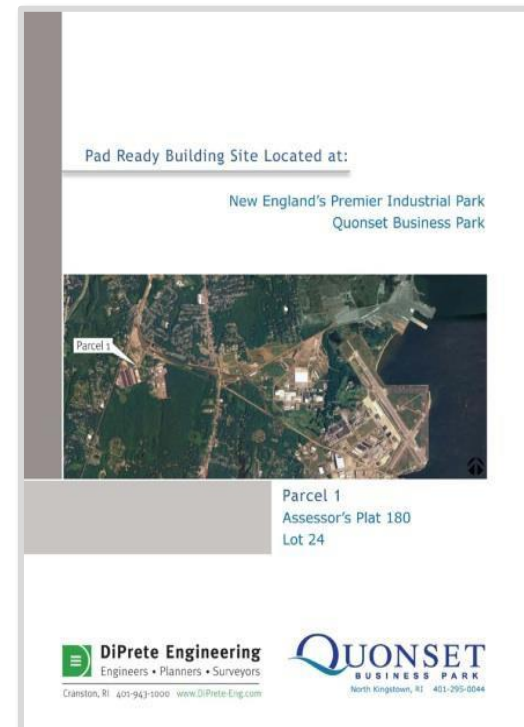 Pad Ready Building Site Located at:
New England's Premier Industrial Park
Quonset Business Park
Parcel 1
Parcel 1
Assessor's Plat 180
Lot 24
DiPrete Engineering
Engineers • Planners • Surveyors
Cranston, RI 401-943-1000 www.DiPrete-Eng.com
QUONSET
BUSINESS PARK
North Kingstown, RI 401-295-0044